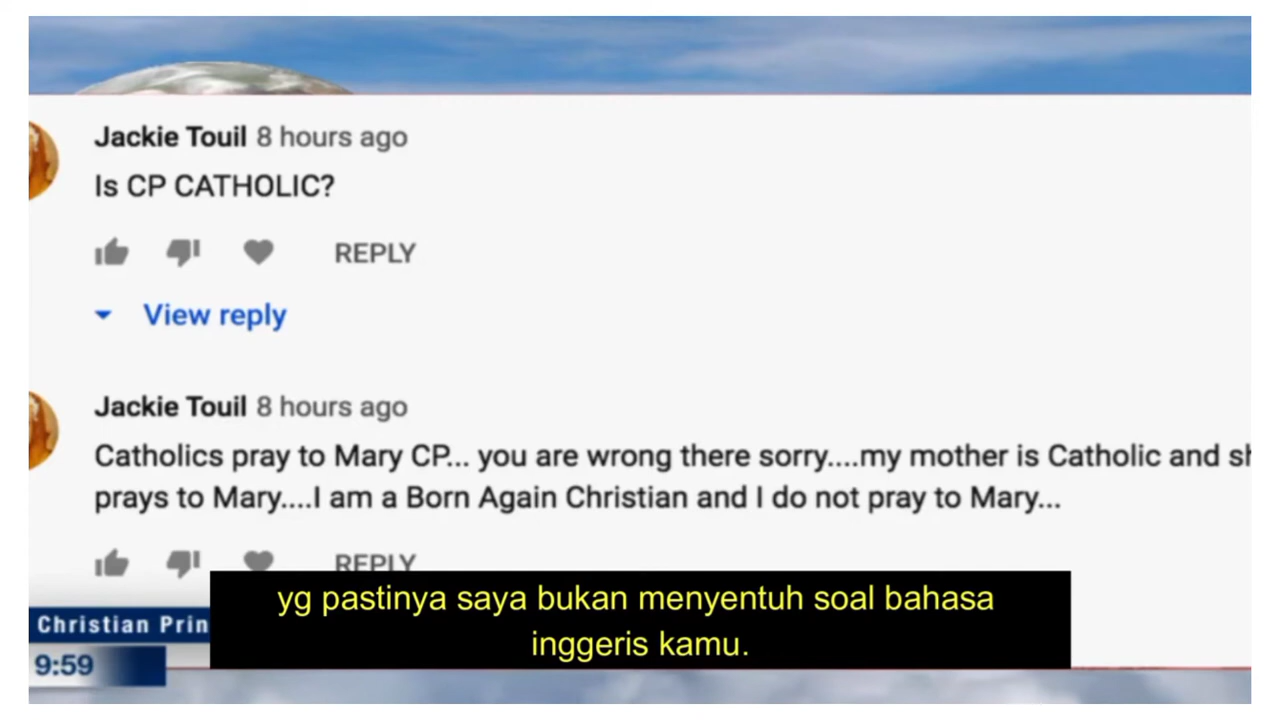 Jackie Touil 8 hours ago
Is CP CATHOLIC?
REPLY
View reply
Jackie Touil 8 hours ago
Catholics pray to Mary CP... you are wrong there sorry....my mother is Catholic and
prays to Mary....I am a Born Again Christian and I do not pray to Mary...
REPLY
yg pastinya saya bukan menyentuh soal bahasa
inggeris kamu.
Christian
9:59